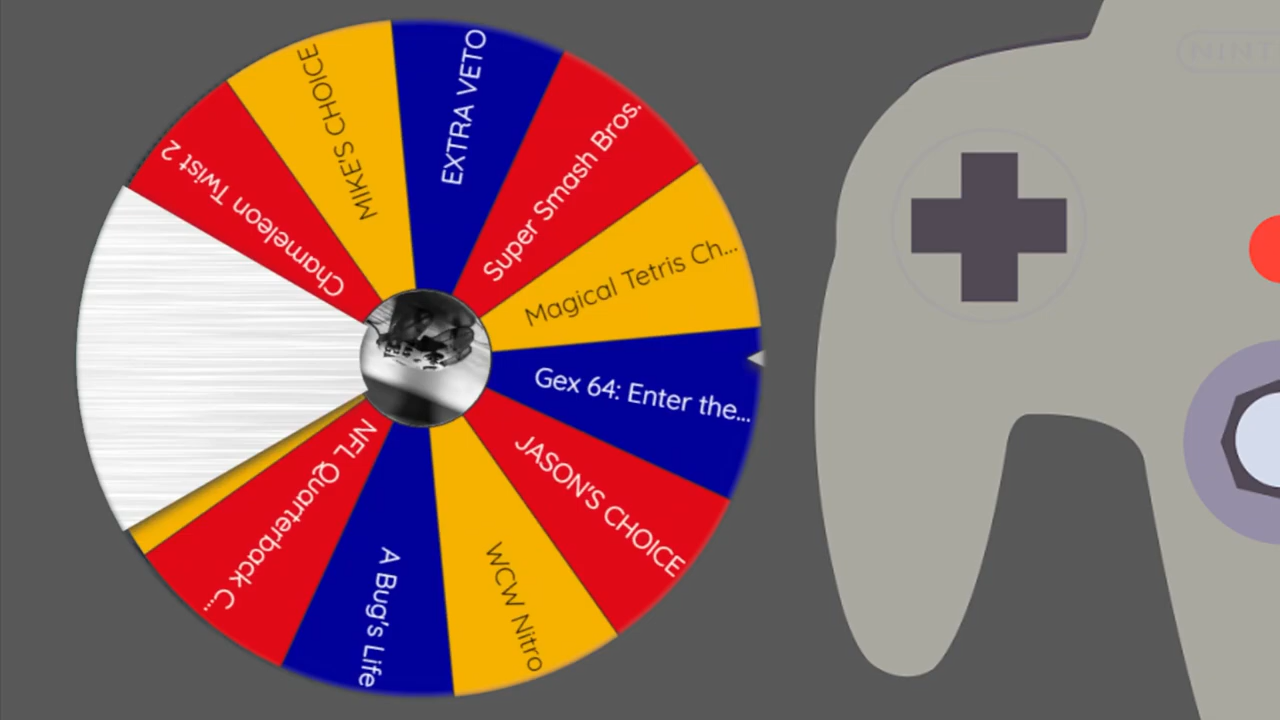 EXTRA VETO
Super Smash Bros.
Magical Tetris Ch...
Gex 64: Enter the...
JASON'S CHOICE
WCW Nitro
A Bug's Life
NFL Quarterback C...
Chameleon Twist 2
MIKE'S CHOICE